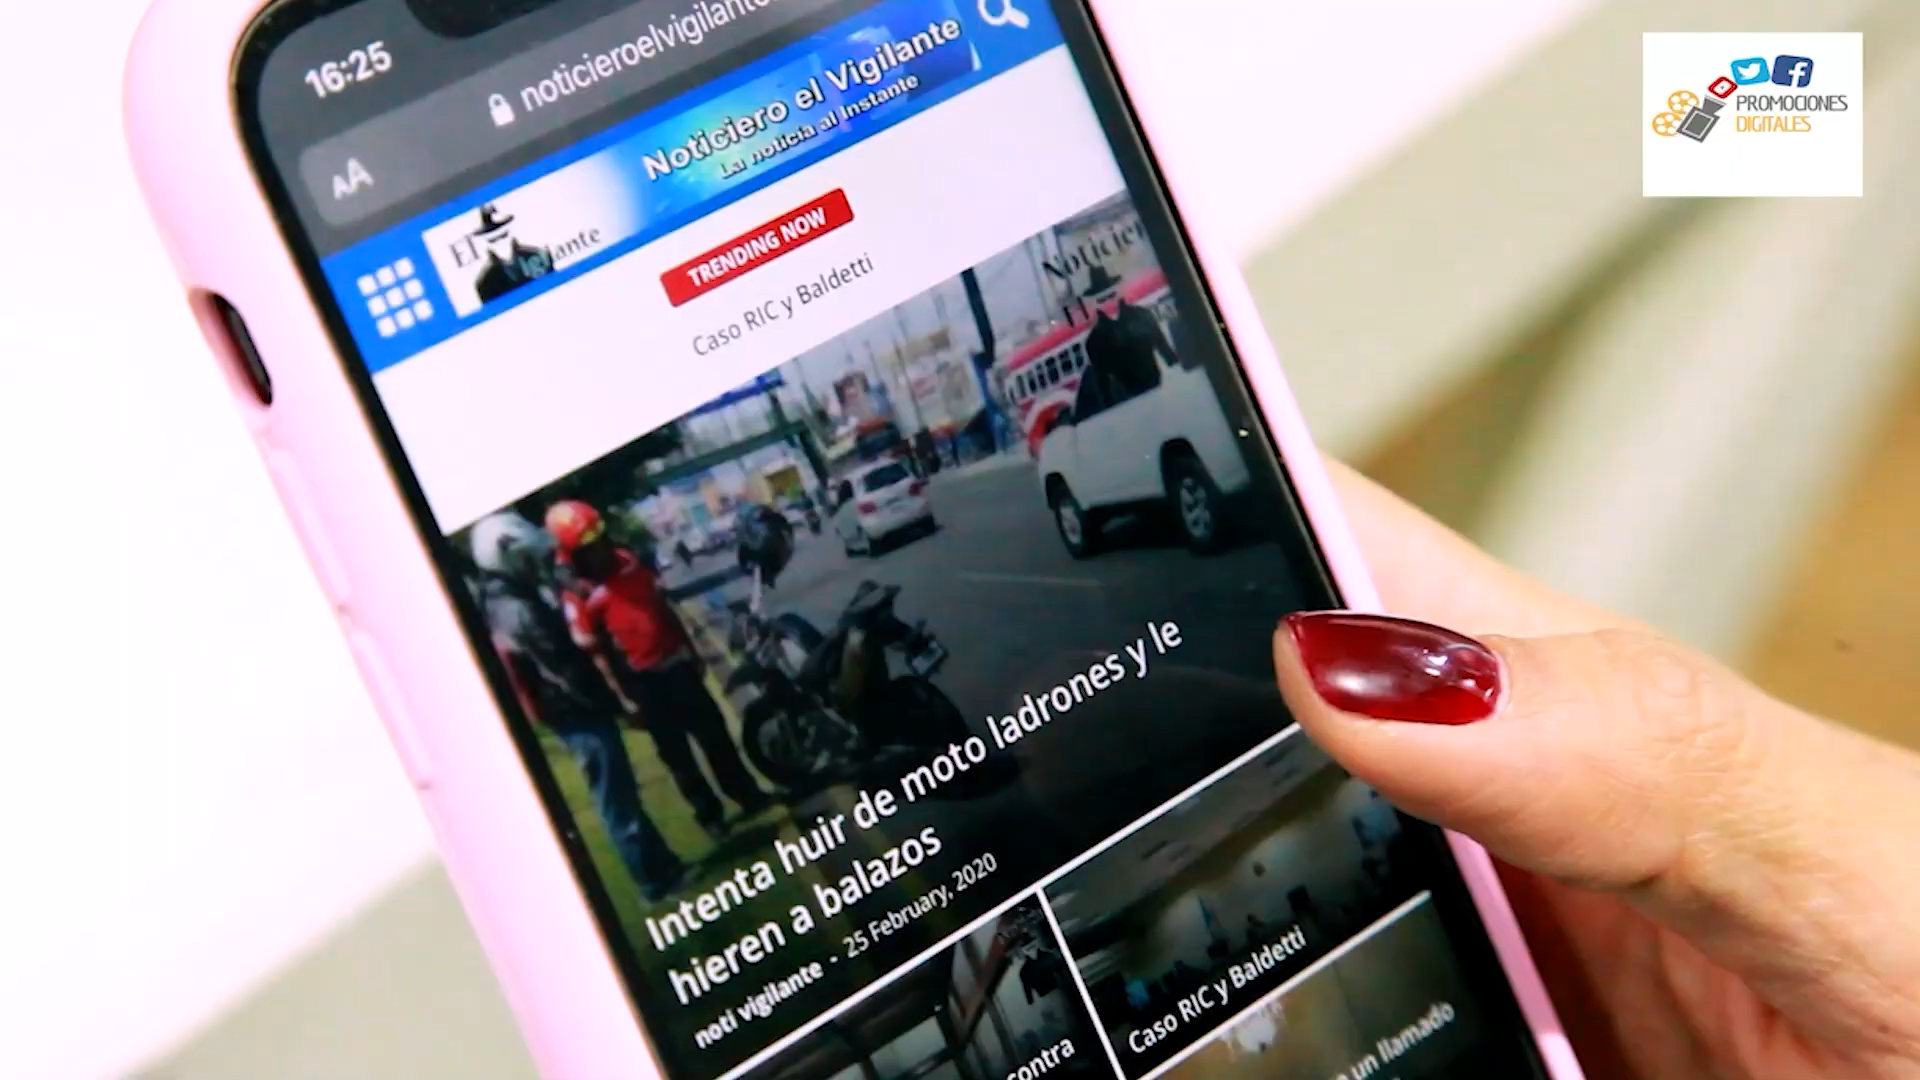 16:25
noticieroelvigilante
AA
Noticiero el Vigilante
La noticia al Instante
El Vigilante
TRENDING NOW
Caso RIC y Baldetti
Noticier
El
Intenta huir de moto ladrones y le
hieren a balazos
noti vigilante - 25 February, 2020
contra
Caso RIC y Baldetti
un llamado
PROMOCIONES
DIGITALES